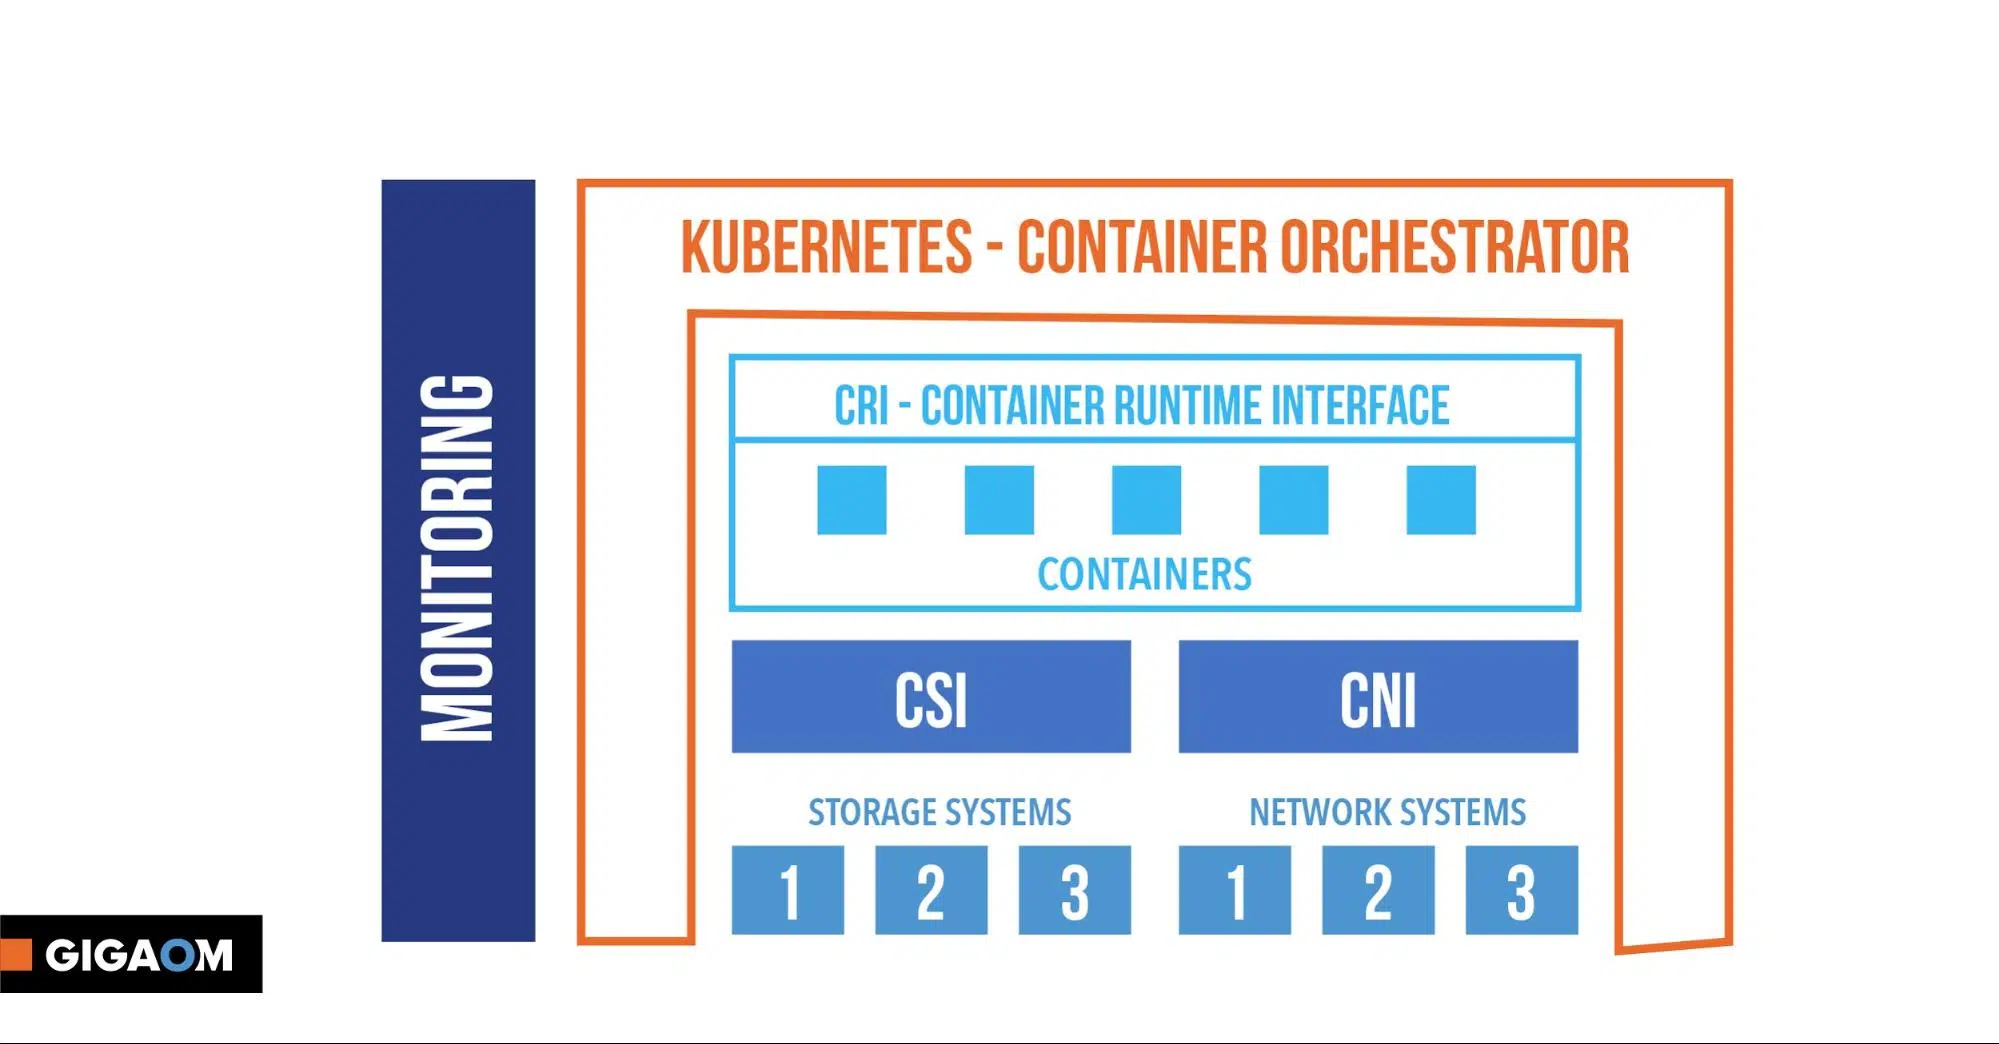 MONITORING
KUBERNETES - CONTAINER ORCHESTRATOR
CRI - CONTAINER RUNTIME INTERFACE
CONTAINERS
CSI
CNI
STORAGE SYSTEMS
NETWORK SYSTEMS
1 2 3
1 2 3
GIGAOM